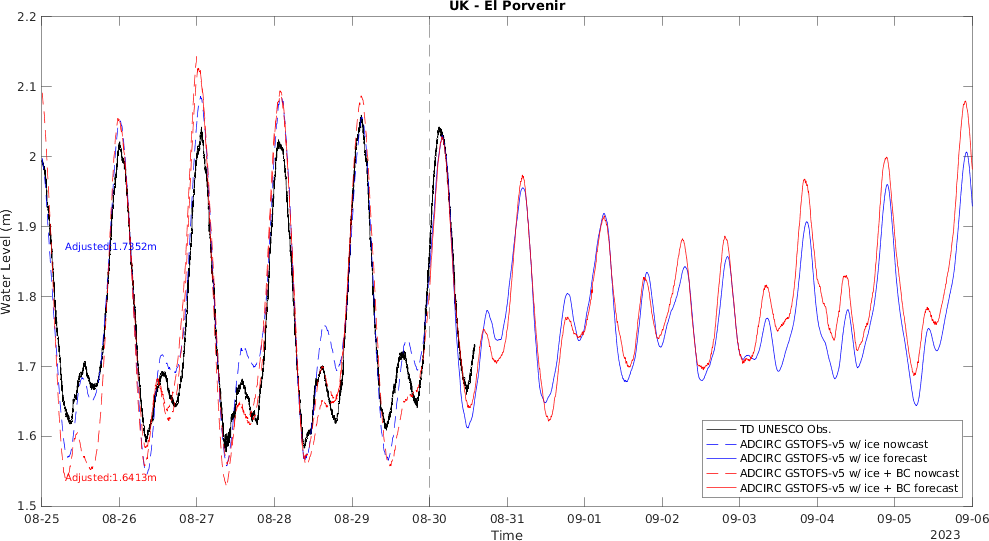 UK - El Porvenir
2.2
2.1
2
1.9
1.8
1.7
1.6
1.5
Water Level (m)
Adjusted:1.7352m
Adjusted:1.6413m
TD UNESCO Obs.
ADCIRC GSTOFS-v5 w/ ice nowcast
ADCIRC GSTOFS-v5 w/ ice forecast
ADCIRC GSTOFS-v5 w/ ice + BC nowcast
ADCIRC GSTOFS-v5 w/ ice + BC forecast
08-25 08-26 08-27 08-28 08-29 08-30 08-31 09-01 09-02 09-03 09-04 09-05 09-06
Time
2023